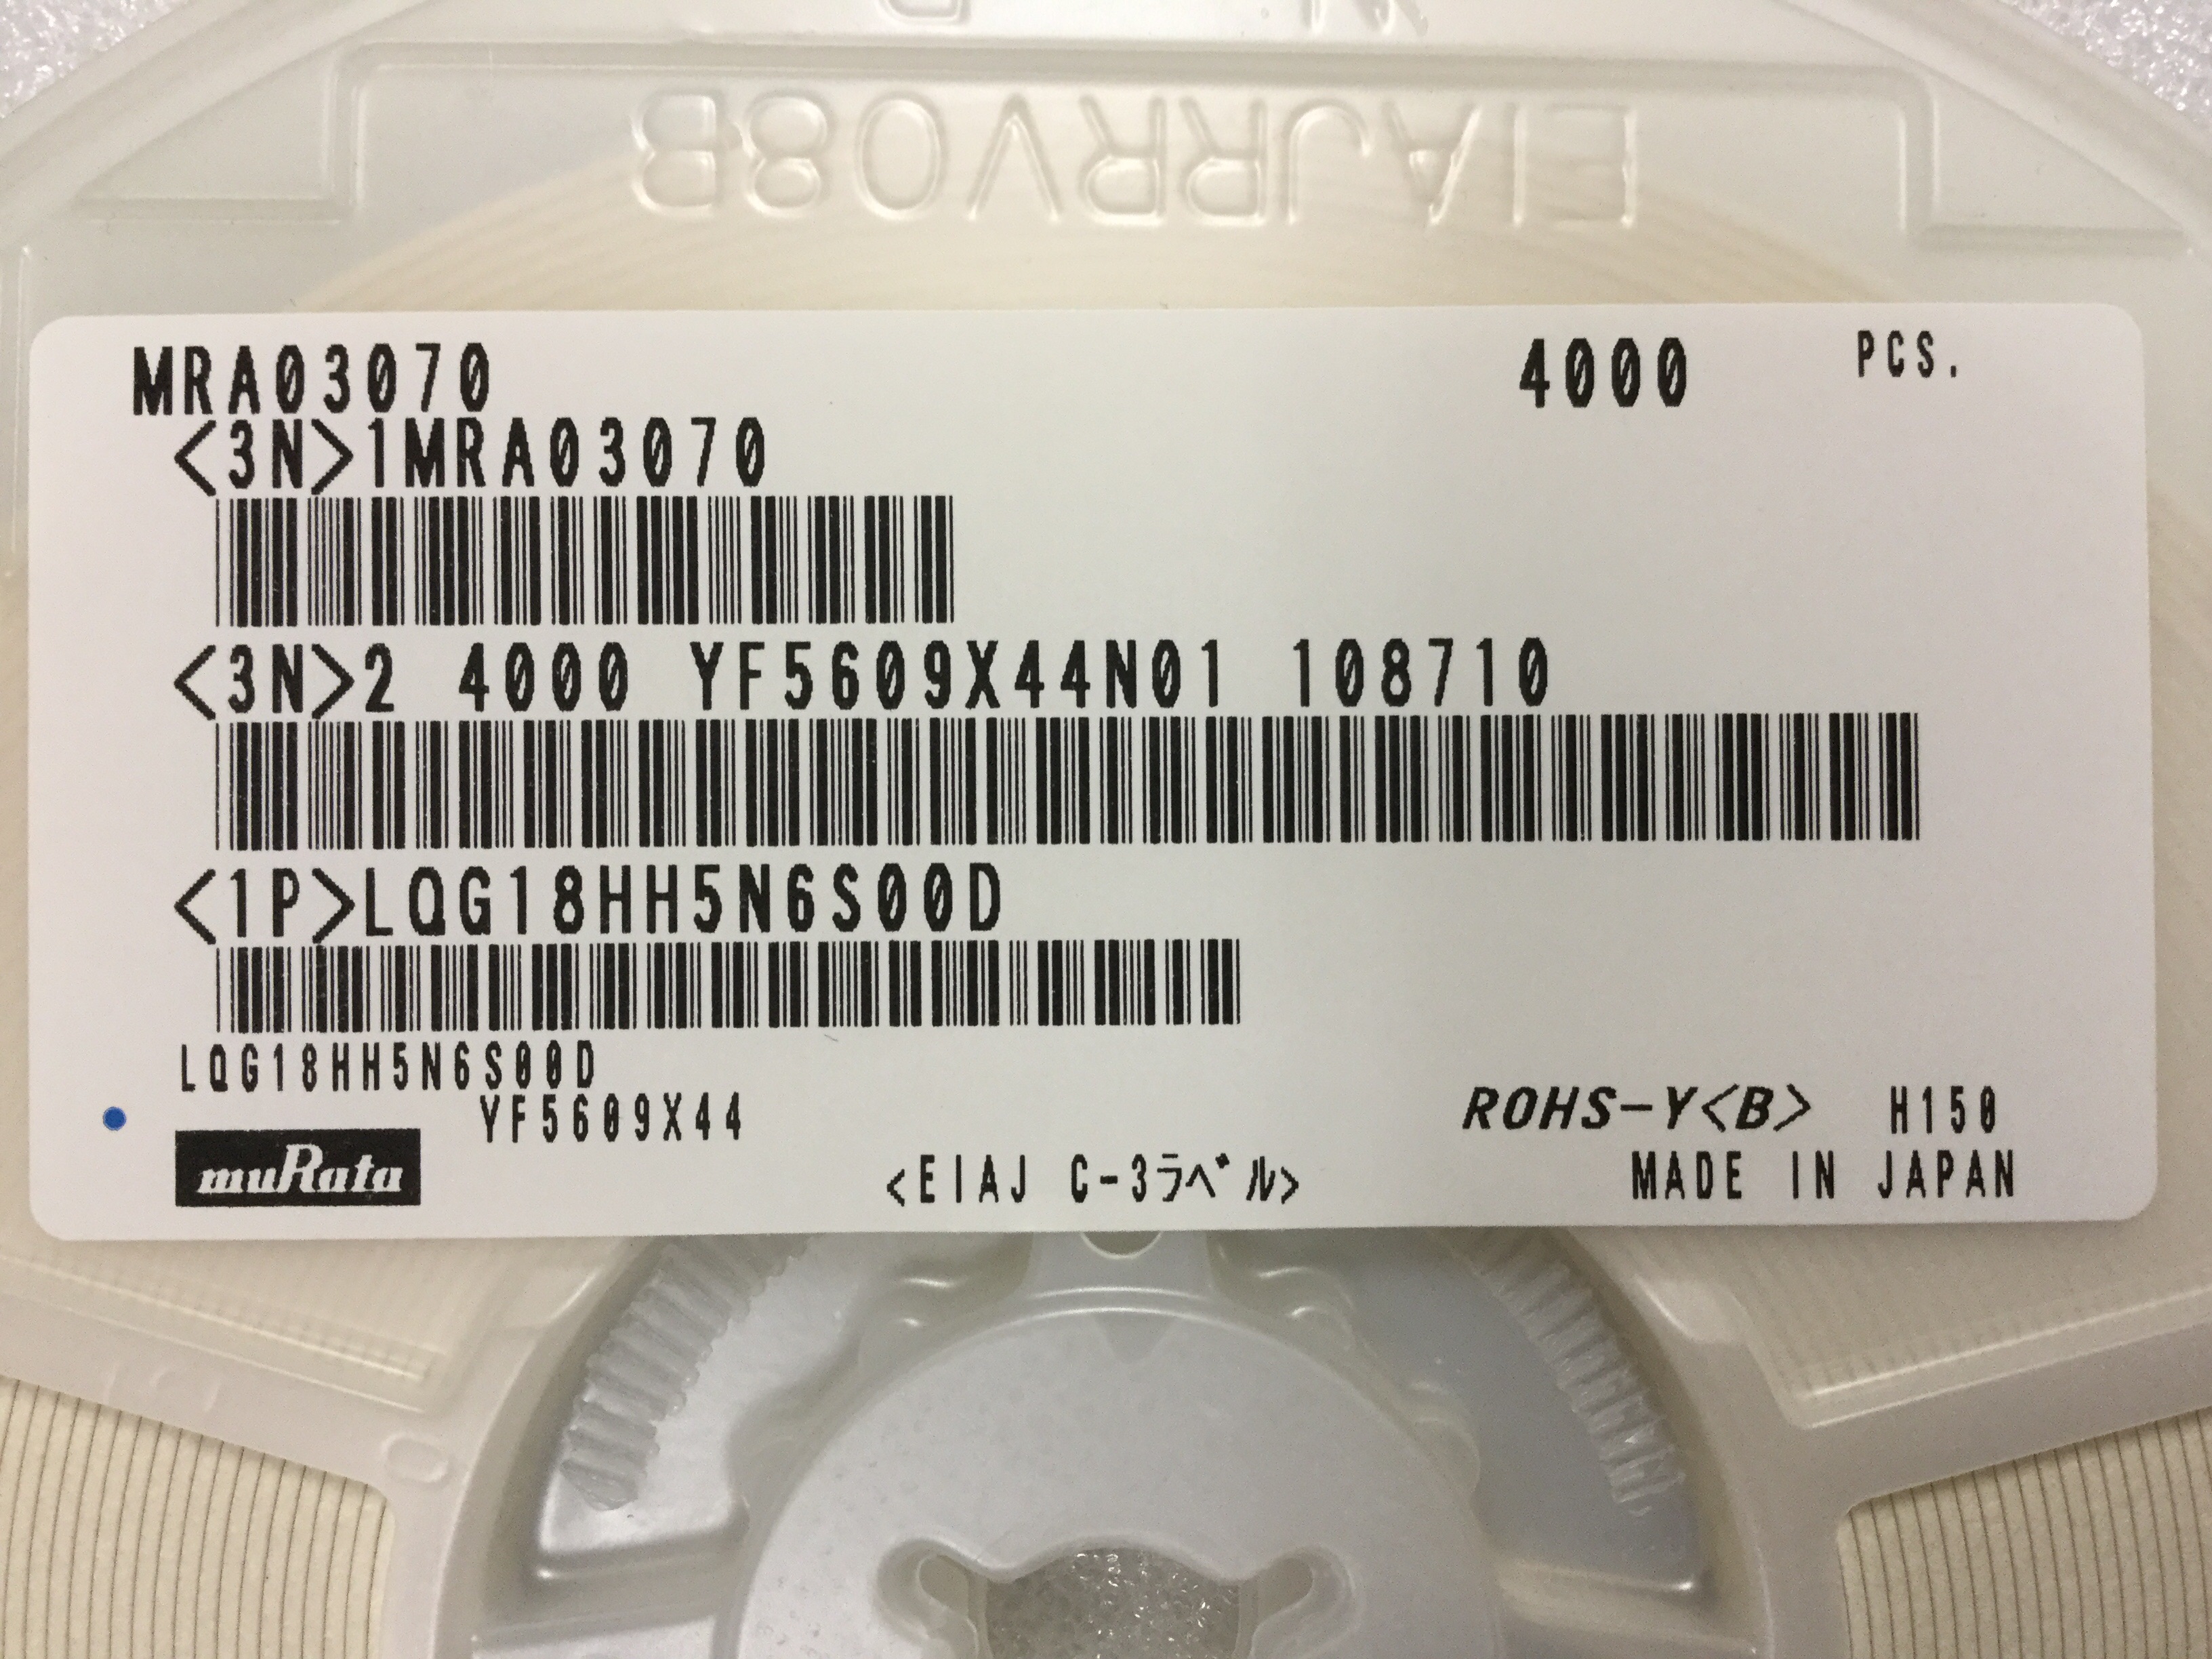 EIAJRRV08B
MRA03070 4000 PCS.
<3N>1MRA03070
<3N>2 4000 YF5609X44N01 108710
<1P>LQG18HH5N6S00D
LQG18HH5N6S00D
YF5609X44
ROHS-Y<B> H150
muRata
<EIAJ C-3ラベル>
MADE IN JAPAN